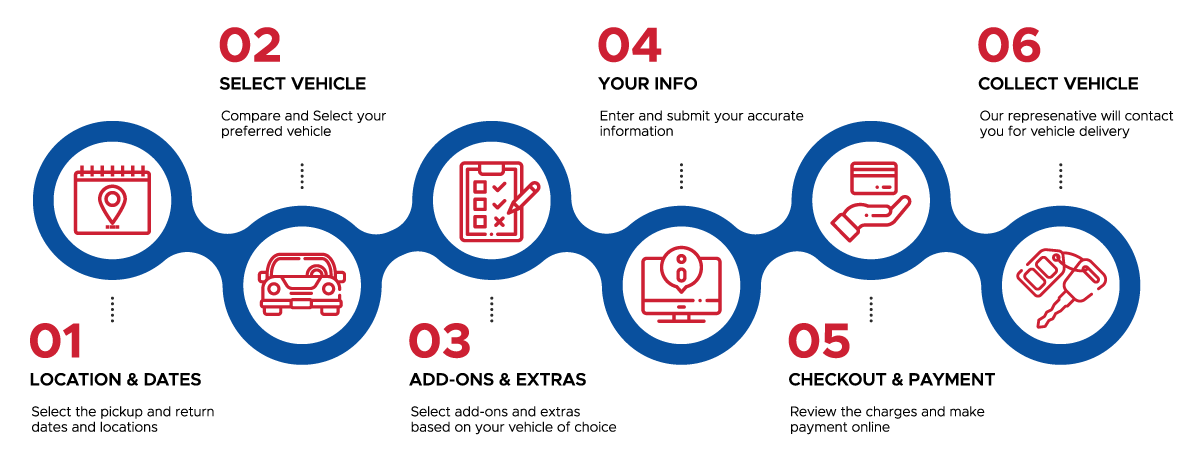 01
LOCATION & DATES
Select the pickup and return
dates and locations
02
SELECT VEHICLE
Compare and Select your
preferred vehicle
03
ADD-ONS & EXTRAS
Select add-ons and extras
based on your vehicle of choice
04
YOUR INFO
Enter and submit your accurate
information
05
CHECKOUT & PAYMENT
Review the charges and make
payment online
06
COLLECT VEHICLE
Our represenative will contact
you for vehicle delivery